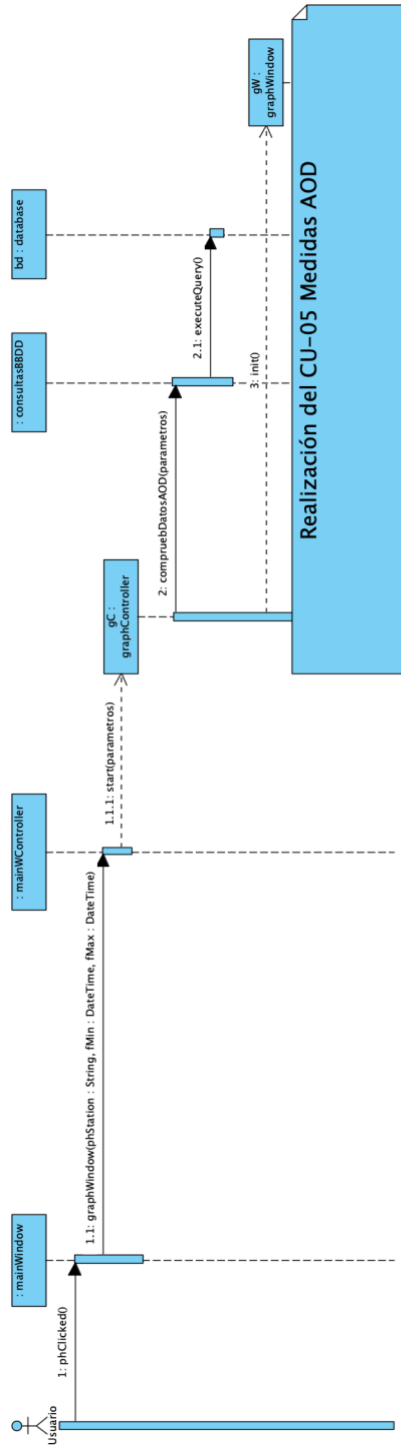 Usuario
: mainWindow
: mainWController
gC :
graphController
: consultasBBDD
bd : database
gW :
graphWindow
1: phClicked()
1.1: graphWindow(phStation : String, fMin : DateTime, fMax : DateTime)
1.1.1: start(parametros)
2: compruebDatosAOD(parametros)
2.1: executeQuery()
3: init()
Realización del CU-05 Medidas AOD